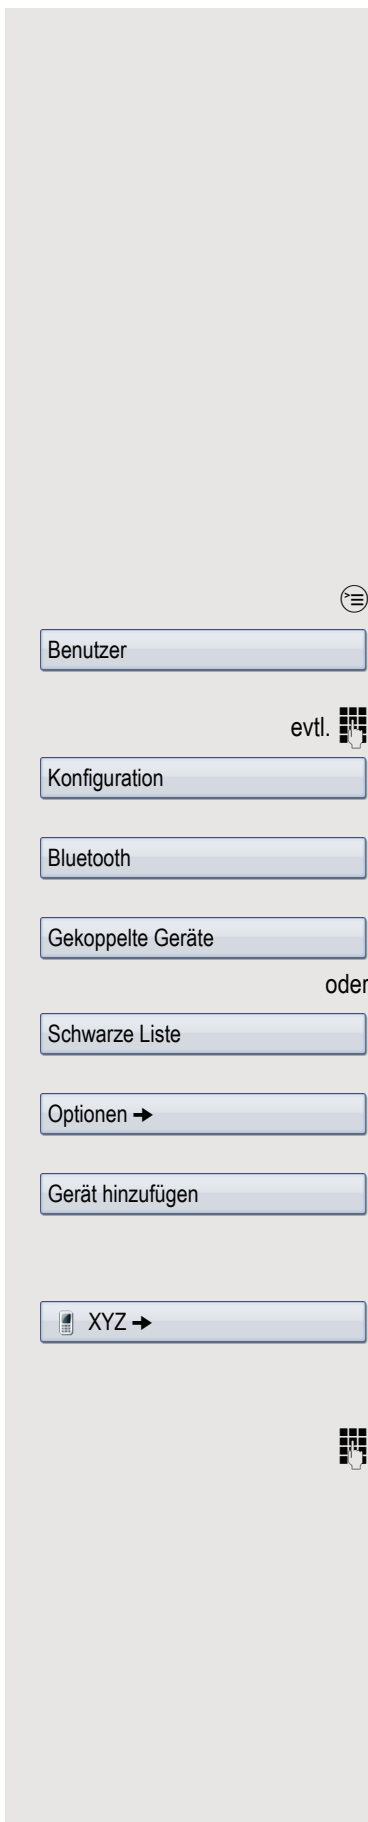 Benutzer
evtl.
Konfiguration
Bluetooth
Gekoppelte Geräte
oder
Schwarze Liste
Optionen ➔
Gerät hinzufügen
XYZ ➔